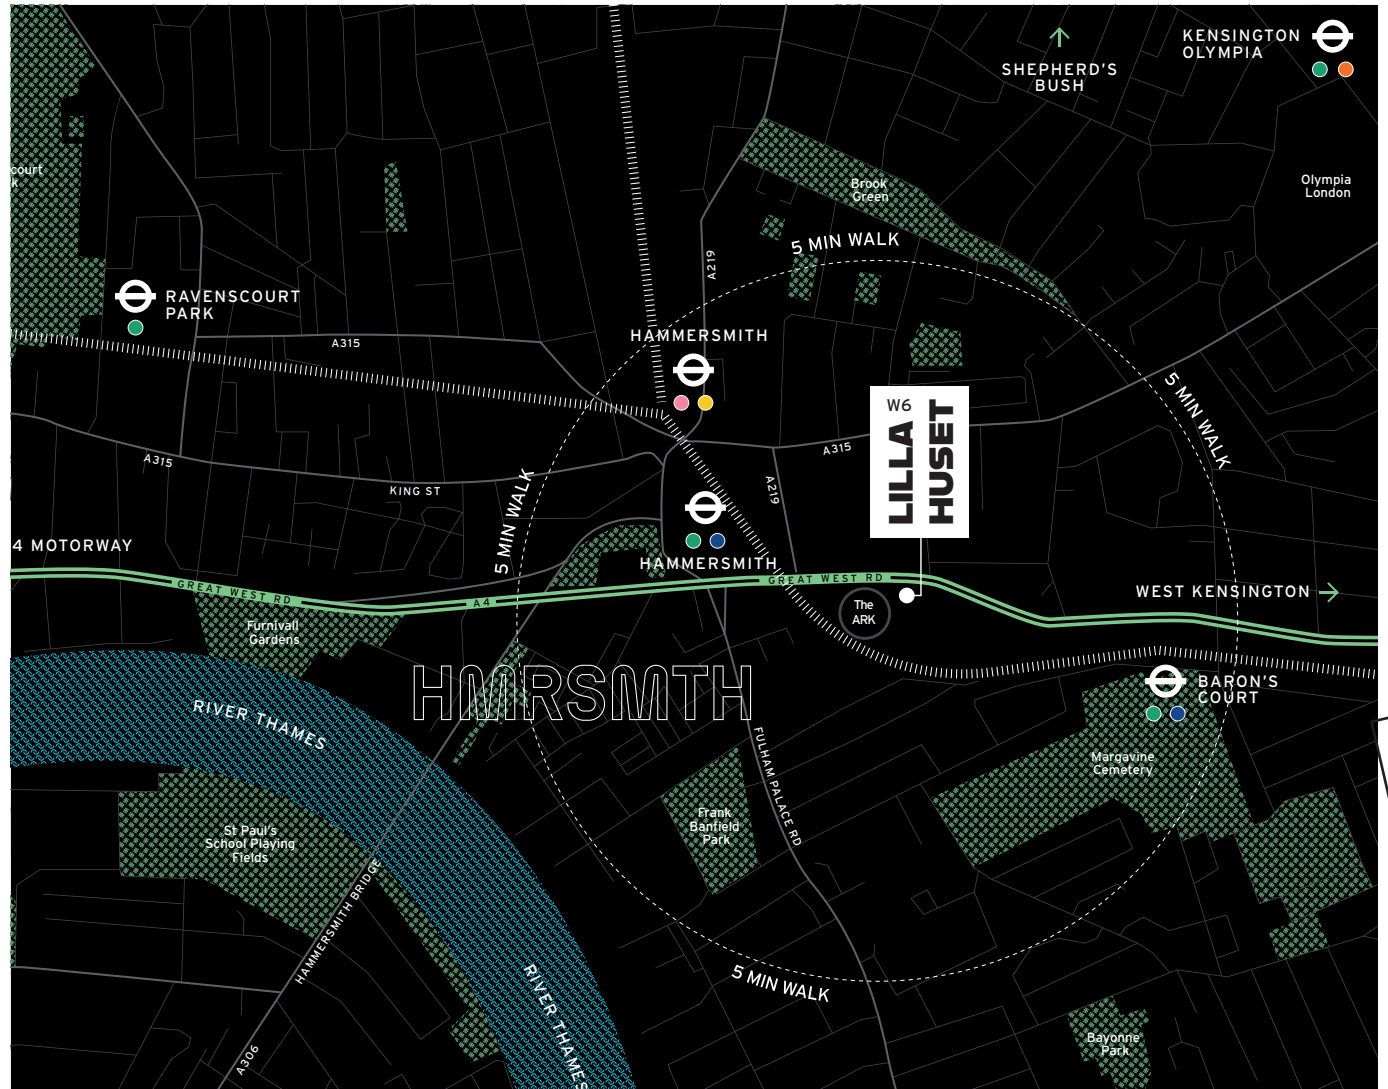 KENSINGTON
OLYMPIA
SHEPHERD'S
BUSH
court
k
Brook
Green
Olympia
London
5 MIN WALK
A219
RAVENSCOURT
PARK
HAMMERSMITH
A315
5 MIN WALK
W6
LILLA
HUSET
A315
A315
KING ST
A219
5 MIN WALK
4 MOTORWAY
HAMMERSMITH
GREAT WEST RD
GREAT WEST RD
A4
WEST KENSINGTON
The
ARK
Furnivall
Gardens
HMRSMTH
BARON'S
COURT
RIVER THAMES
FULHAM PALACE RD
Margavine
Cemetery
Frank
Banfield
Park
St Paul's
School Playing
Fields
HAMMERSMITH BRIDGE
5 MIN WALK
RIVER THAMES
A306
Bayonne
Park